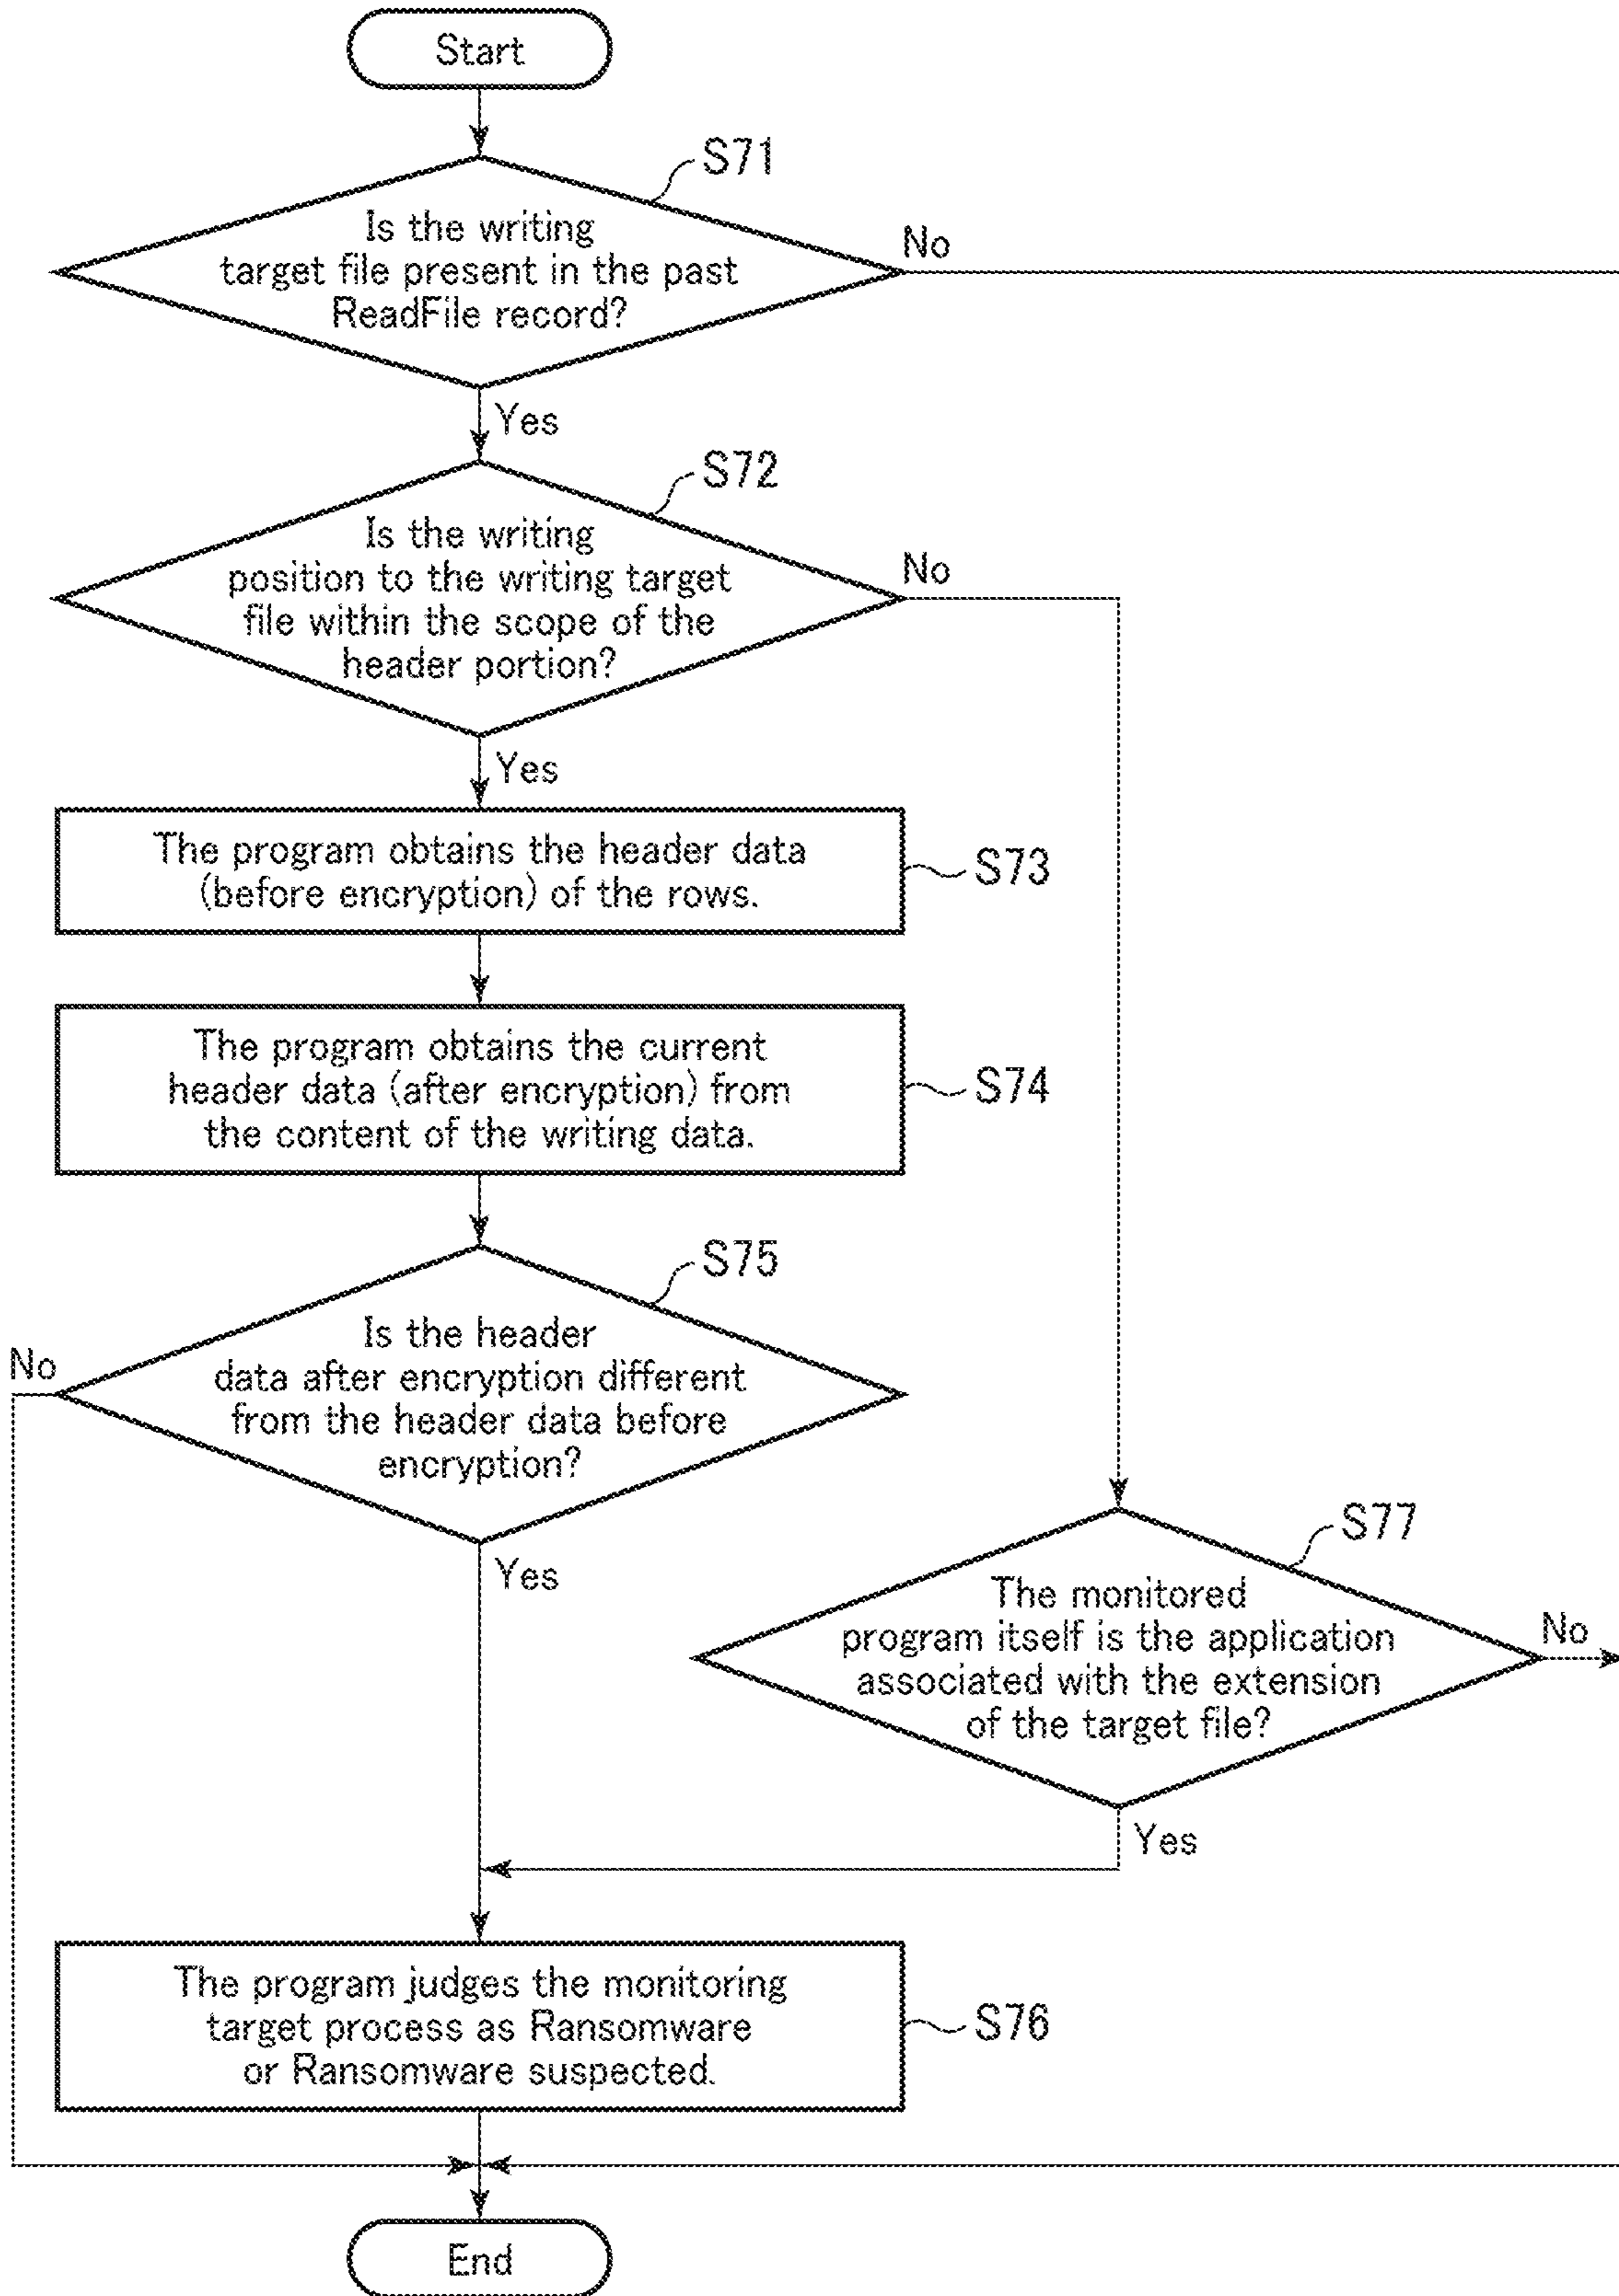 Start
S71
Is the writing
target file present in the past
ReadFile record?
No
Yes
S72
Is the writing
position to the writing target
file within the scope of the
header portion?
No
Yes
The program obtains the header data
(before encryption) of the rows.
S73
The program obtains the current
header data (after encryption) from
the content of the writing data.
S74
S75
Is the header
data after encryption different
from the header data before
encryption?
No
Yes
S77
The monitored
program itself is the application
associated with the extension
of the target file?
No
Yes
The program judges the monitoring
target process as Ransomware
or Ransomware suspected.
S76
End